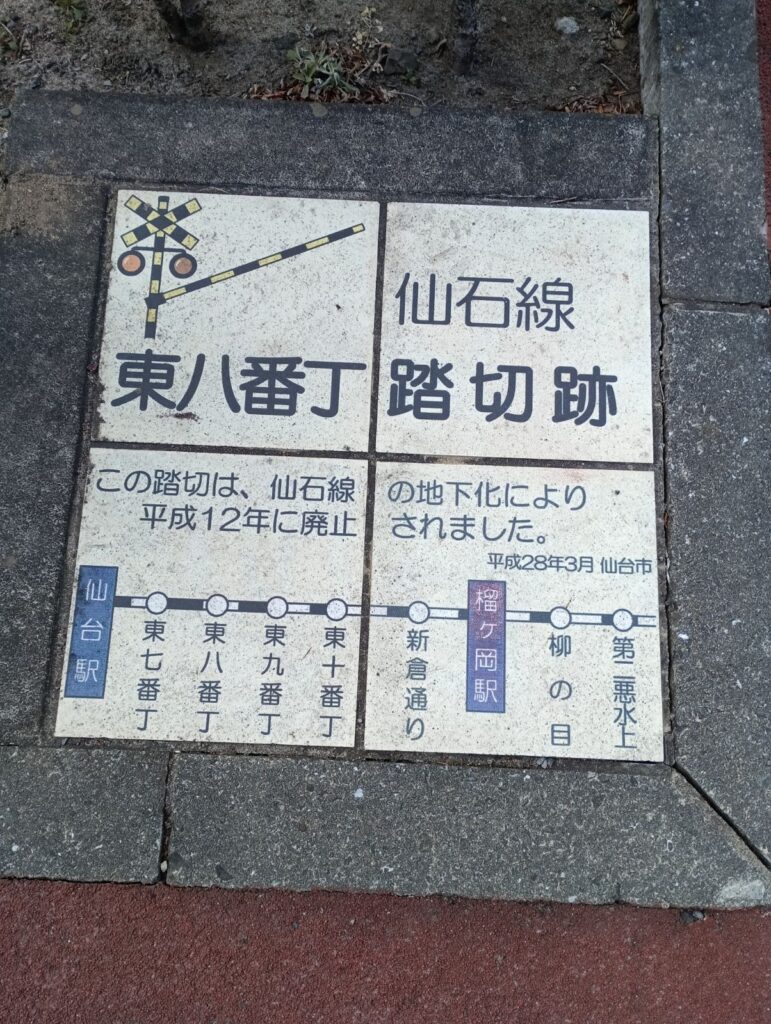 仙石線
東八番丁 踏切跡
この踏切は、仙石線の地下化により
平成12年に廃止されました。
平成28年3月 仙台市
仙台駅
東七番丁
東八番丁
東九番丁
東十番丁
新倉通り
榴ヶ岡駅
柳の目
第二悪水上